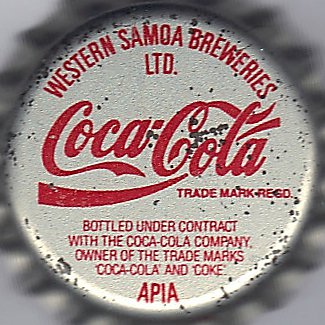 WESTERN SAMOA BREWERIES
LTD.
Coca-Cola
TRADE MARK REGD.
BOTTLED UNDER CONTRACT
WITH THE COCA-COLA COMPANY,
OWNER OF THE TRADE MARKS
'COCA-COLA' AND 'COKE'.
APIA